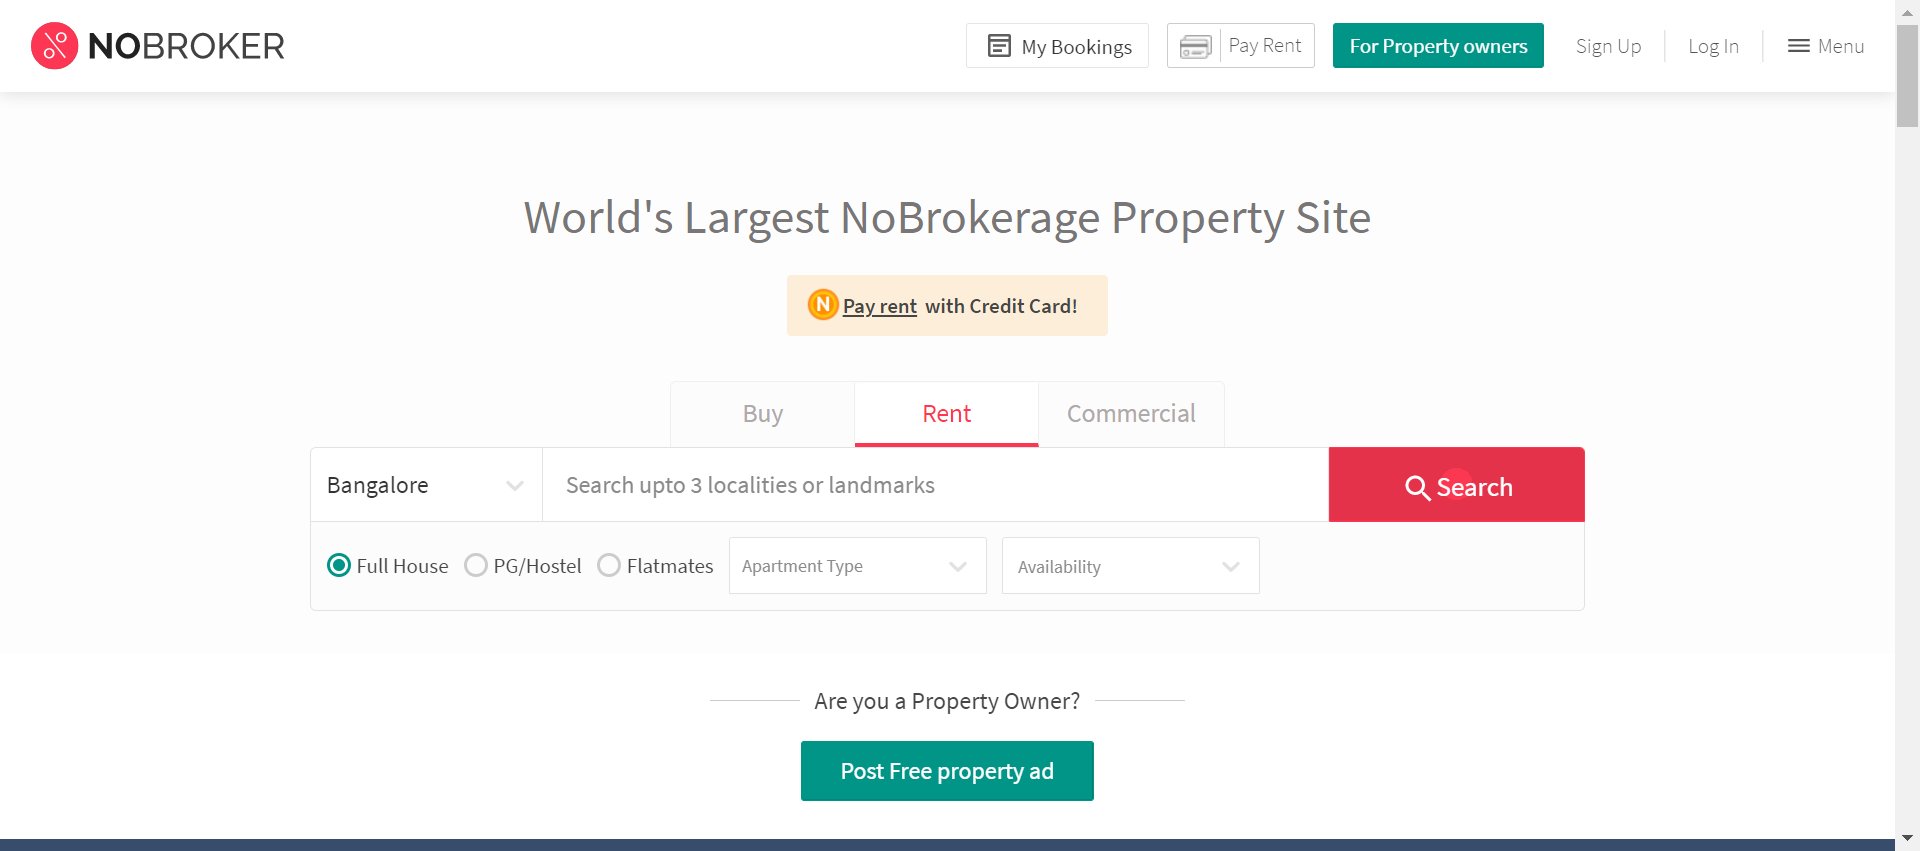 NOBROKER
My Bookings
Pay Rent
For Property owners
Sign Up
Log In
Menu
World's Largest NoBrokerage Property Site
N Pay rent with Credit Card!
Buy
Rent
Commercial
Bangalore
Search upto 3 localities or landmarks
Search
Full House
PG/Hostel
Flatmates
Apartment Type
Availability
Are you a Property Owner?
Post Free property ad